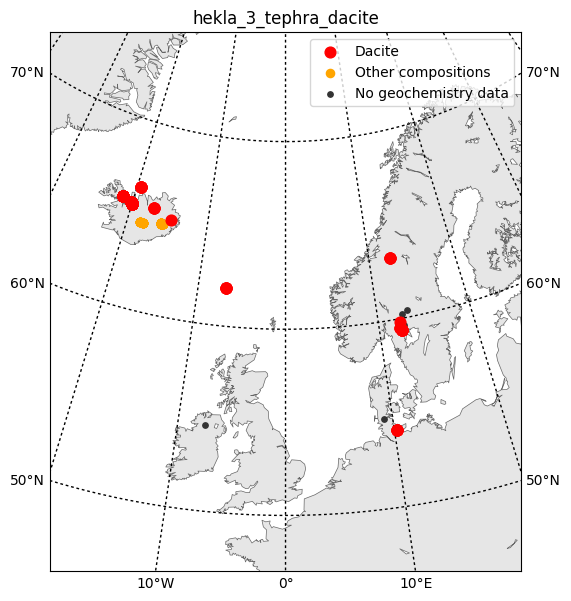 hekla_3_tephra_dacite
Dacite
Other compositions
No geochemistry data
70°N
70°N
60°N
60°N
50°N
50°N
10°W
0°
10°E